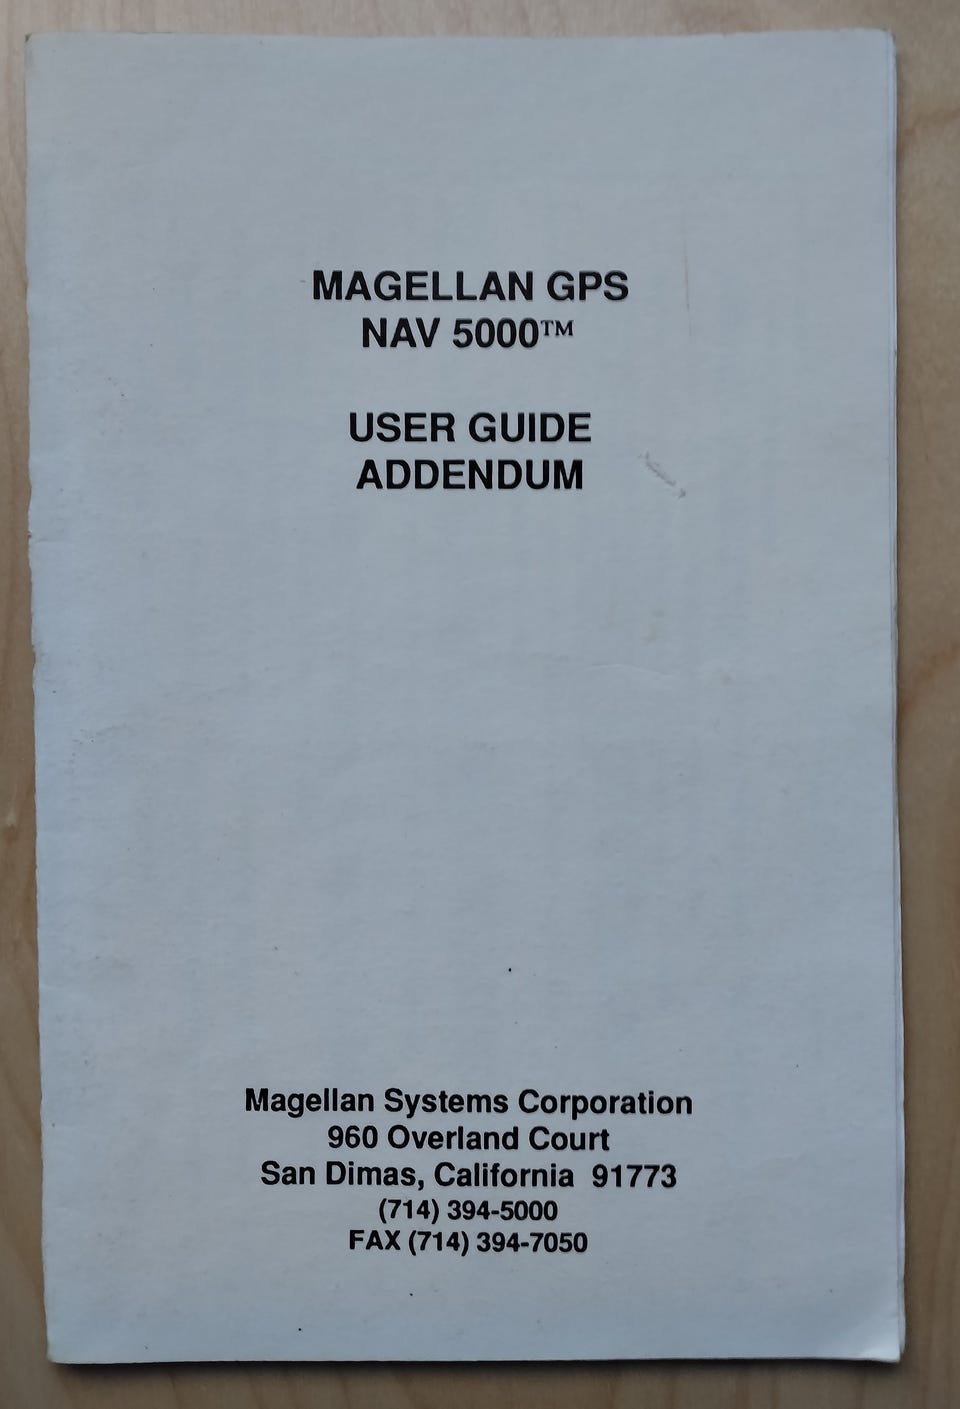 MAGELLAN GPS
NAV 5000™
USER GUIDE
ADDENDUM
Magellan Systems Corporation
960 Overland Court
San Dimas, California 91773
(714) 394-5000
FAX (714) 394-7050